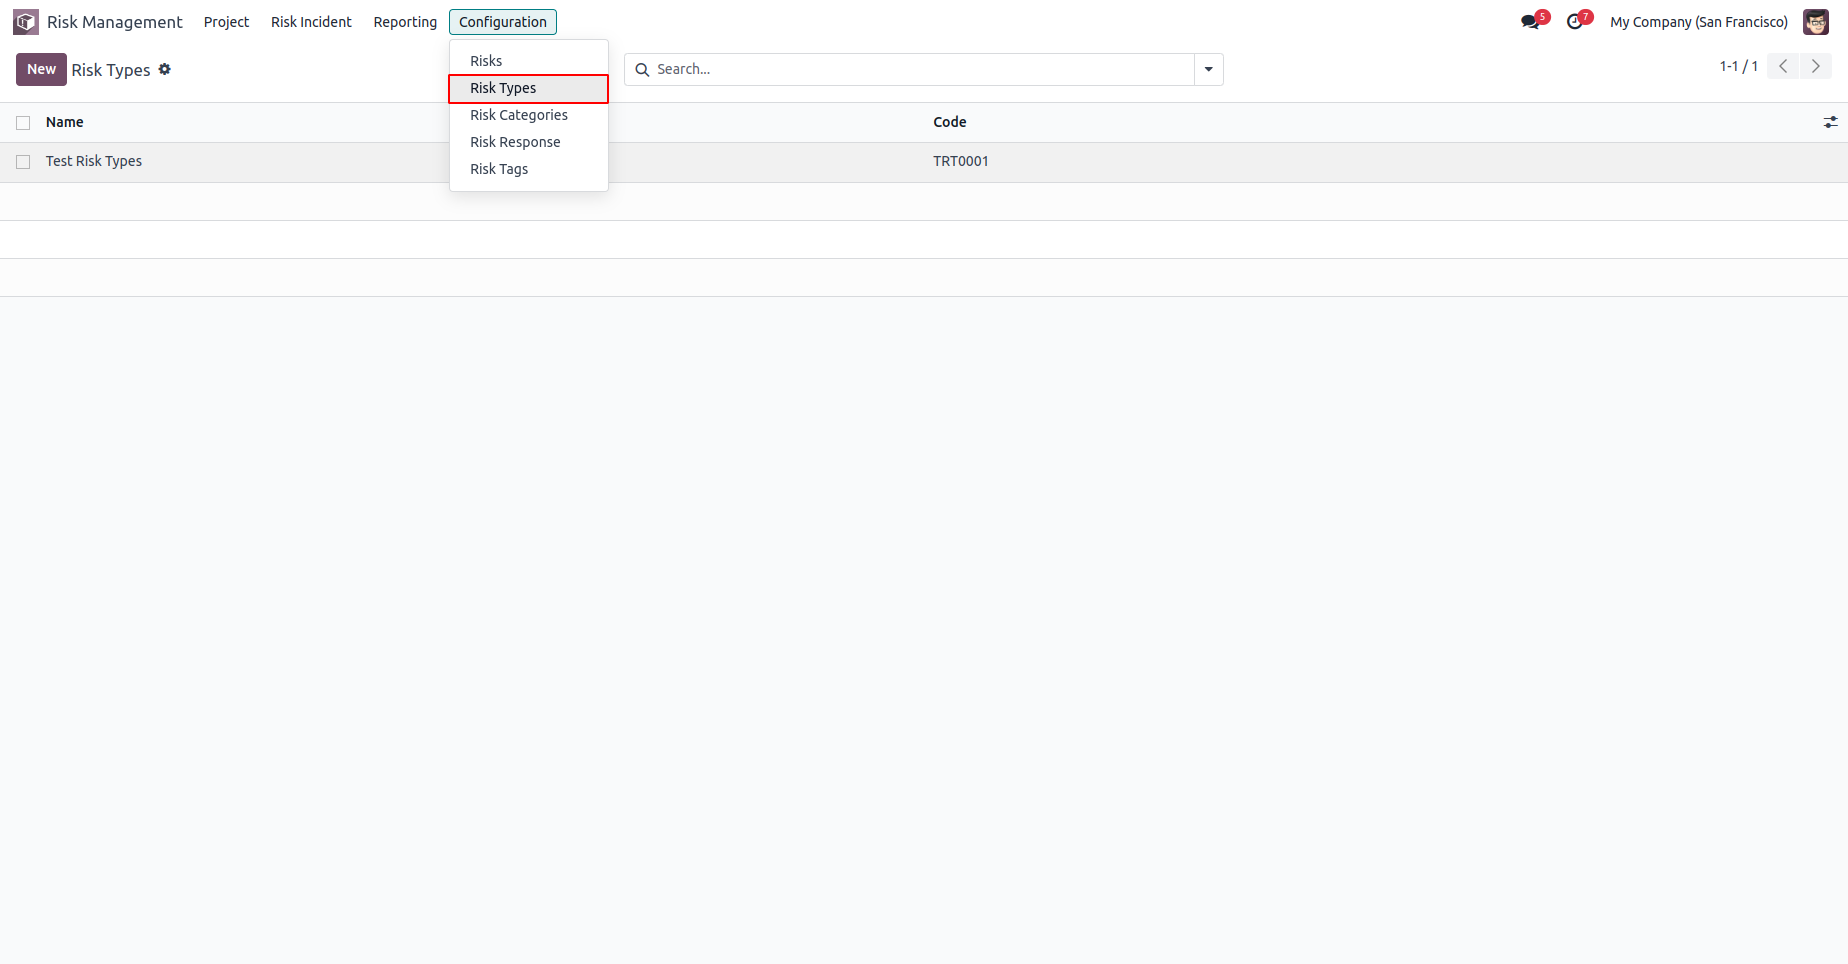 Risk Management Project Risk Incident Reporting Configuration 5 7 My Company (San Francisco)
New Risk Types Search... 1-1 / 1
Risks
Risk Types
Risk Categories
Risk Response
Risk Tags
Name Code
Test Risk Types TRT0001